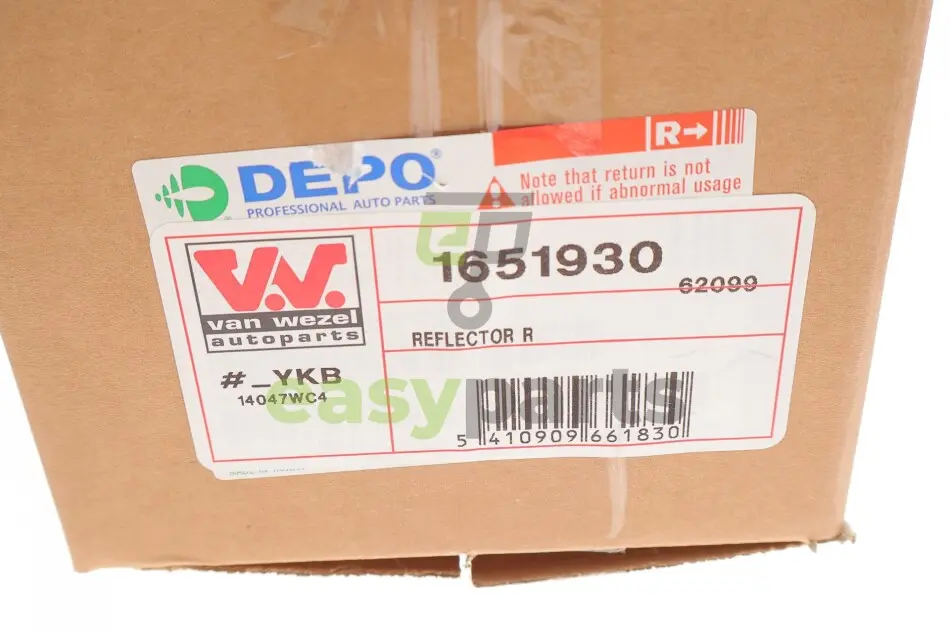 DEPO®
PROFESSIONAL AUTO PARTS
R→
Note that return is not
allowed if abnormal usage
V.W.
van wezel
autoparts
1651930
62099
REFLECTOR R
#_YKB
14047WC4
easyparts
5 410909 661830